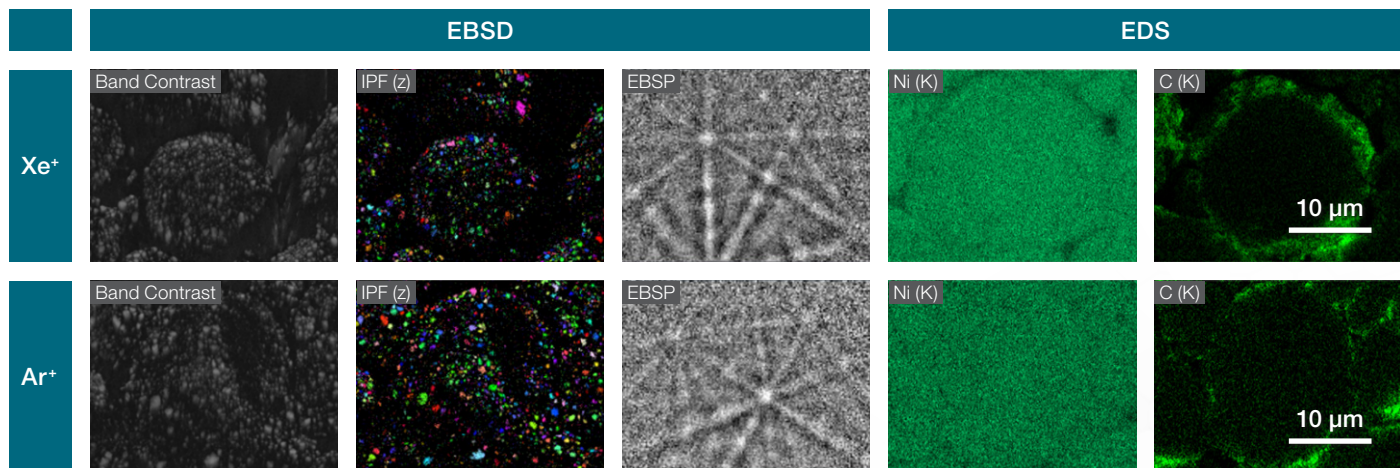 EBSD
EDS
Xe⁺
Band Contrast
IPF (z)
EBSP
Ni (K)
C (K)
10 µm
Ar⁺
Band Contrast
IPF (z)
EBSP
Ni (K)
C (K)
10 µm